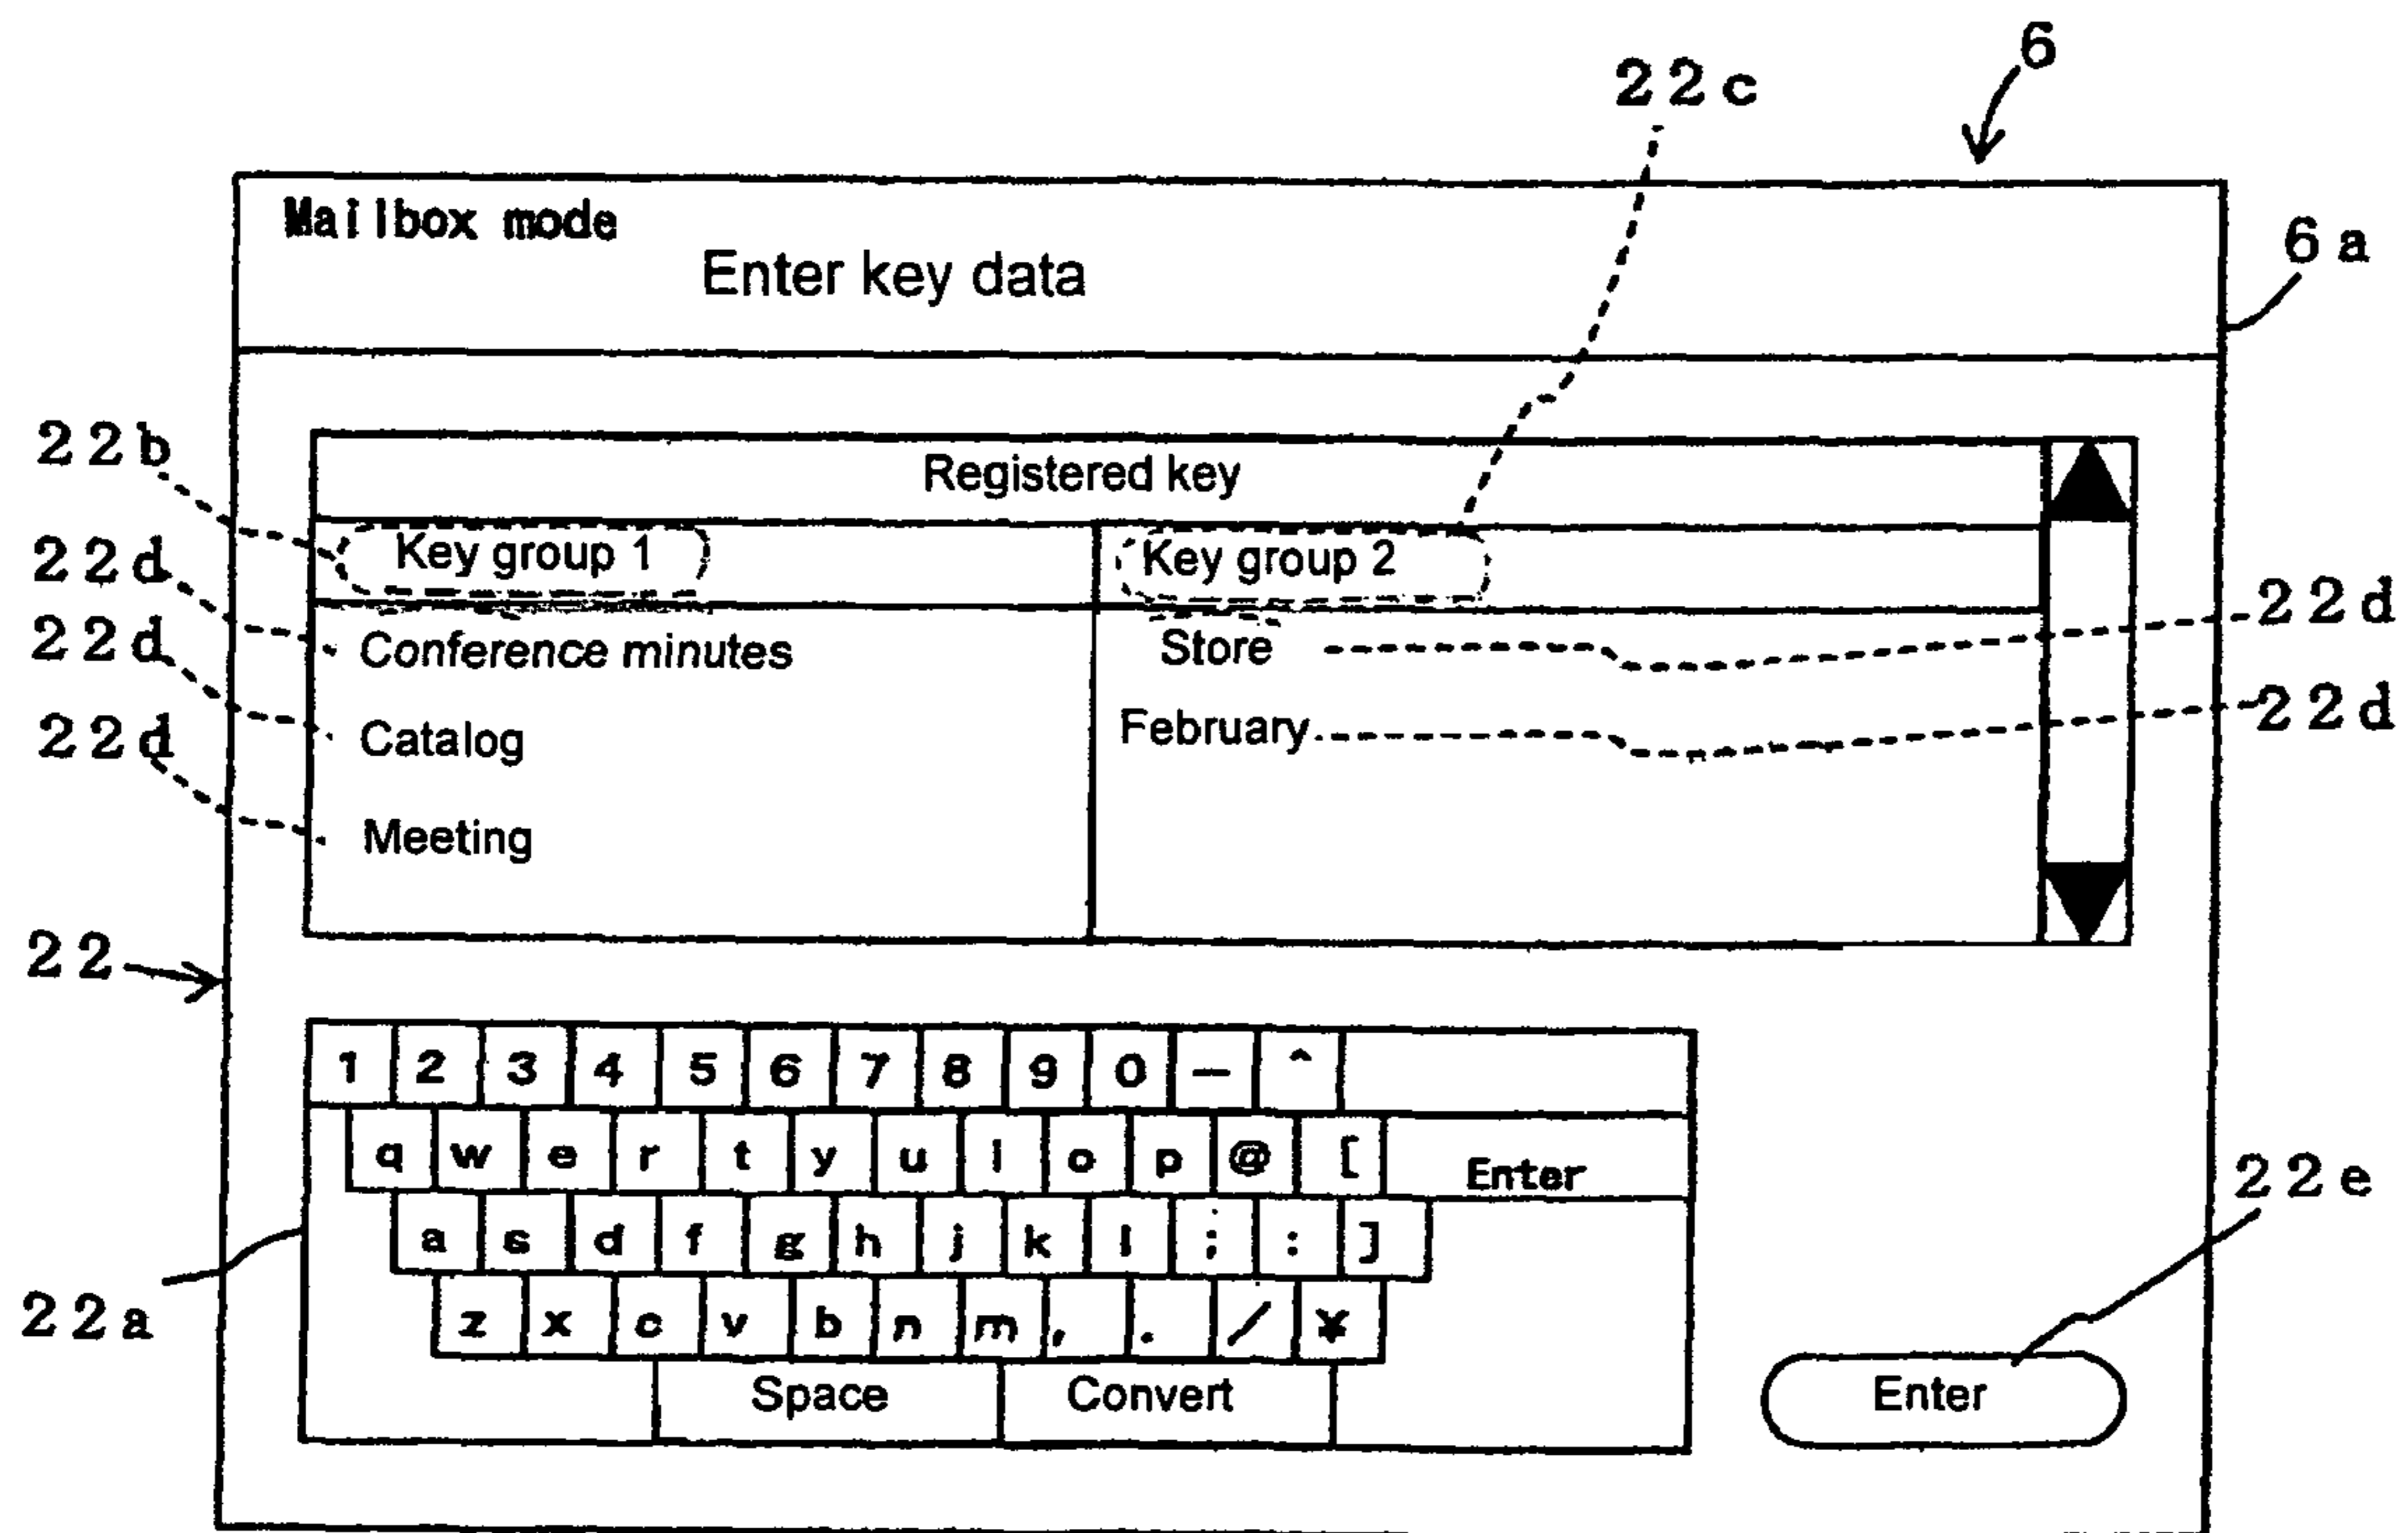 6
22c
Mailbox mode
6a
Enter key data
22b
Registered key
Key group 1 Key group 2
22d
22d
Conference minutes Store
22d
22d
February
22d
Catalog
22d
Meeting
22
1 2 3 4 5 6 7 8 9 0 — ^
q w e r t y u l o p @ [ Enter
22e
a s d f g h j k l ; : ]
22a
z x c v b n m , . / ¥
Space Convert Enter